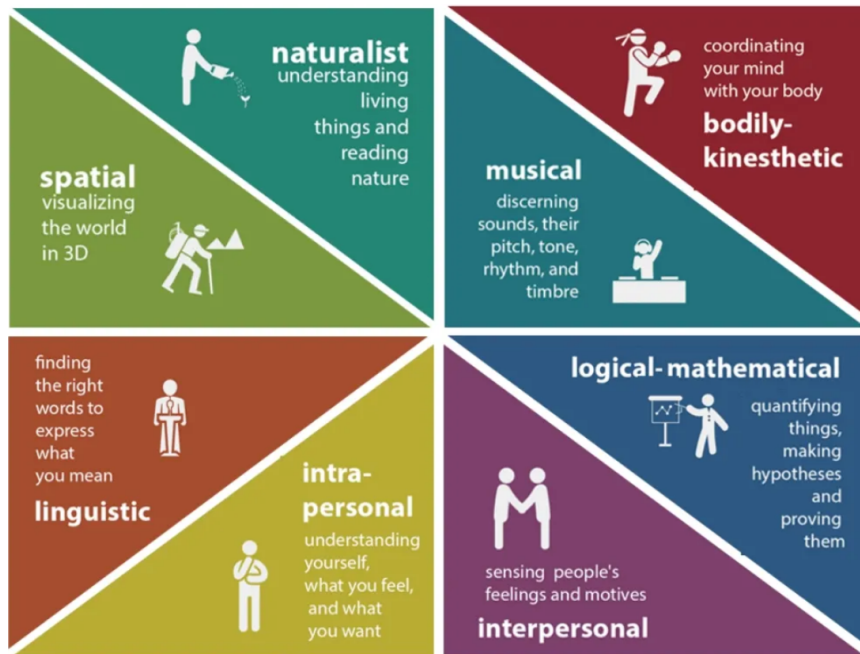 naturalist
understanding
living
things and
reading
nature
spatial
visualizing
the world
in 3D
coordinating
your mind
with your body
bodily-
kinesthetic
musical
discerning
sounds, their
pitch, tone,
rhythm, and
timbre
finding
the right
words to
express
what
you mean
linguistic
intra-
personal
understanding
yourself,
what you feel,
and what
you want
logical-mathematical
quantifying
things,
making
hypotheses
and
proving
them
sensing people's
feelings and motives
interpersonal